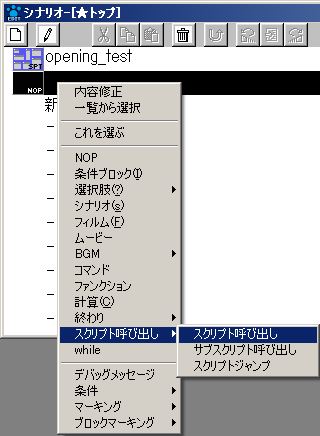 シナリオ-[★トップ]
EDIT
opening_test
SPT
NOP
新
内容修正
一覧から選択
これを選ぶ
NOP
条件ブロック(I)
選択肢(?)
シナリオ(s)
フィルム(F)
ムービー
BGM
コマンド
ファンクション
計算(C)
終わり
スクリプト呼び出し
while
デバッグメッセージ
条件
マーキング
ブロックマーキング
スクリプト呼び出し
サブスクリプト呼び出し
スクリプトジャンプ